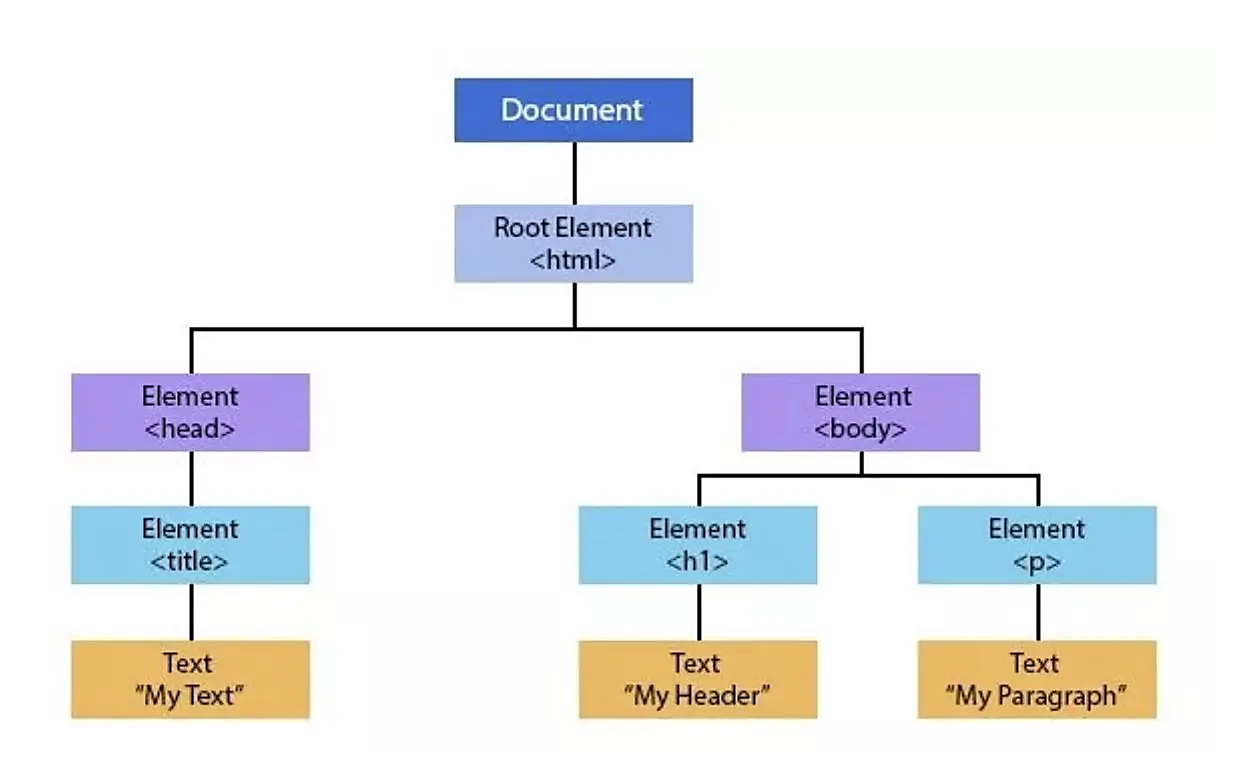 Document
Root Element
<html>
Element
<head>
Element
<body>
Element
<title>
Element
<h1>
Element
<p>
Text
“My Text”
Text
“My Header”
Text
“My Paragraph”